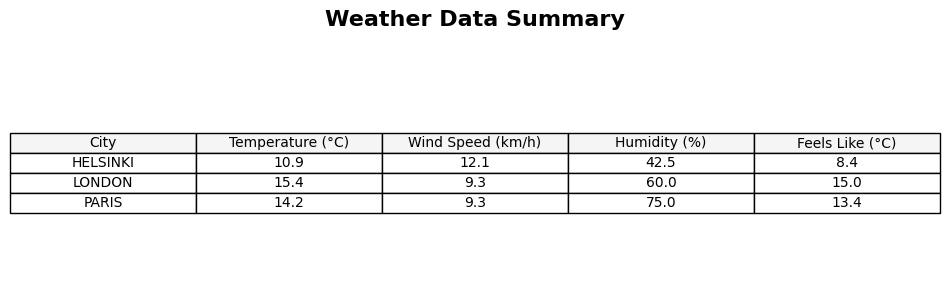 Weather Data Summary
City Temperature (°C) Wind Speed (km/h) Humidity (%) Feels Like (°C)
HELSINKI 10.9 12.1 42.5 8.4
LONDON 15.4 9.3 60.0 15.0
PARIS 14.2 9.3 75.0 13.4